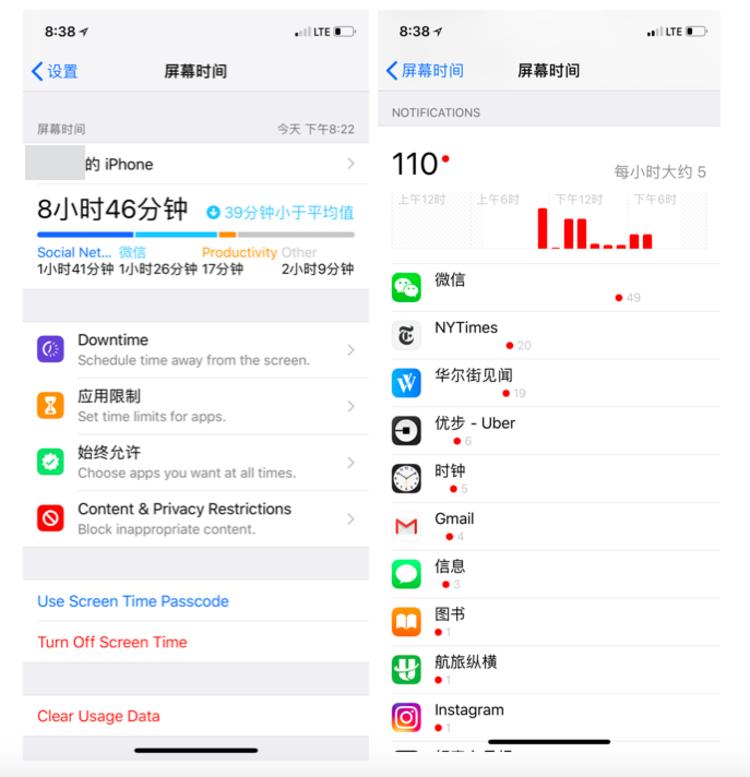 8:38
LTE
设置
屏幕时间
屏幕时间
今天 下午8:22
的 iPhone
8小时46分钟
39分钟小于平均值
Social Net... 微信 Productivity Other
1小时41分钟 1小时26分钟 17分钟 2小时9分钟
Downtime
Schedule time away from the screen.
应用限制
Set time limits for apps.
始终允许
Choose apps you want at all times.
Content & Privacy Restrictions
Block inappropriate content.
Use Screen Time Passcode
Turn Off Screen Time
Clear Usage Data
8:38
LTE
屏幕时间
屏幕时间
NOTIFICATIONS
110
每小时大约 5
上午12时 上午6时 下午12时 下午6时
微信
49
NYTimes
20
华尔街见闻
19
优步 - Uber
6
时钟
5
Gmail
4
信息
3
图书
1
航旅纵横
1
Instagram
1